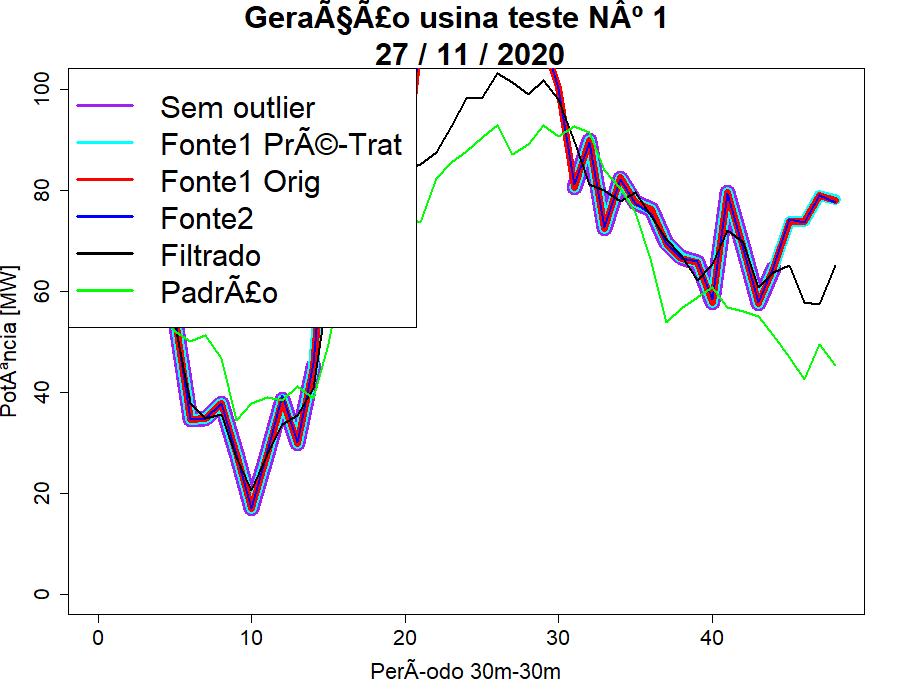 GeraÃ§Ã£o usina teste NÂº 1
27 / 11 / 2020
Sem outlier
Fonte1 PrÃ©-Trat
Fonte1 Orig
Fonte2
Filtrado
PadrÃ£o
PotÃªncia [MW]
100
80
60
40
20
0
0 10 20 30 40
PerÃ-odo 30m-30m